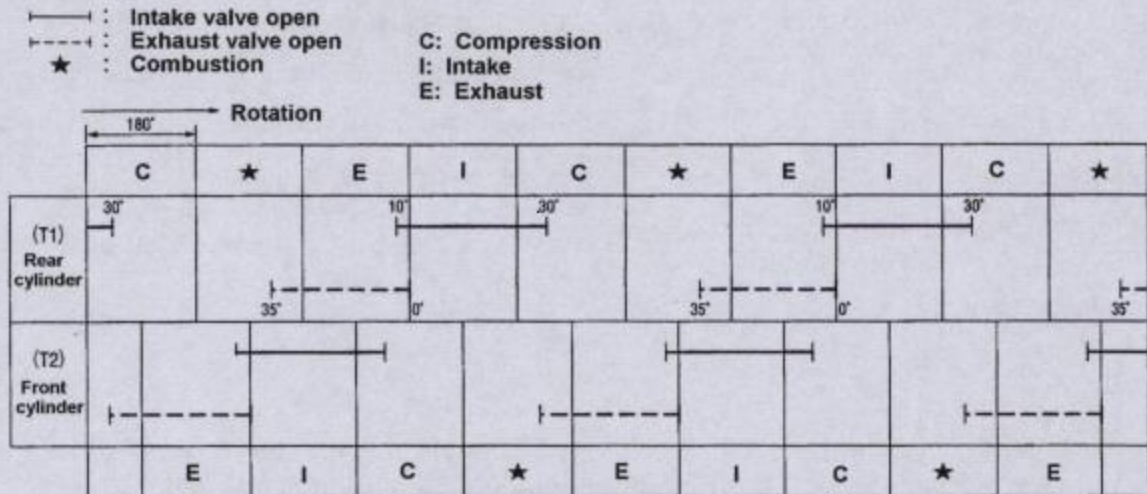 : Intake valve open
: Exhaust valve open
★ : Combustion
C: Compression
I: Intake
E: Exhaust
Rotation
180°
C ★ E I C ★ E I C ★
(T1)
Rear
cylinder
30° 10° 30° 10° 30°
35° 0° 35° 0° 35°
(T2)
Front
cylinder
E I C ★ E I C ★ E